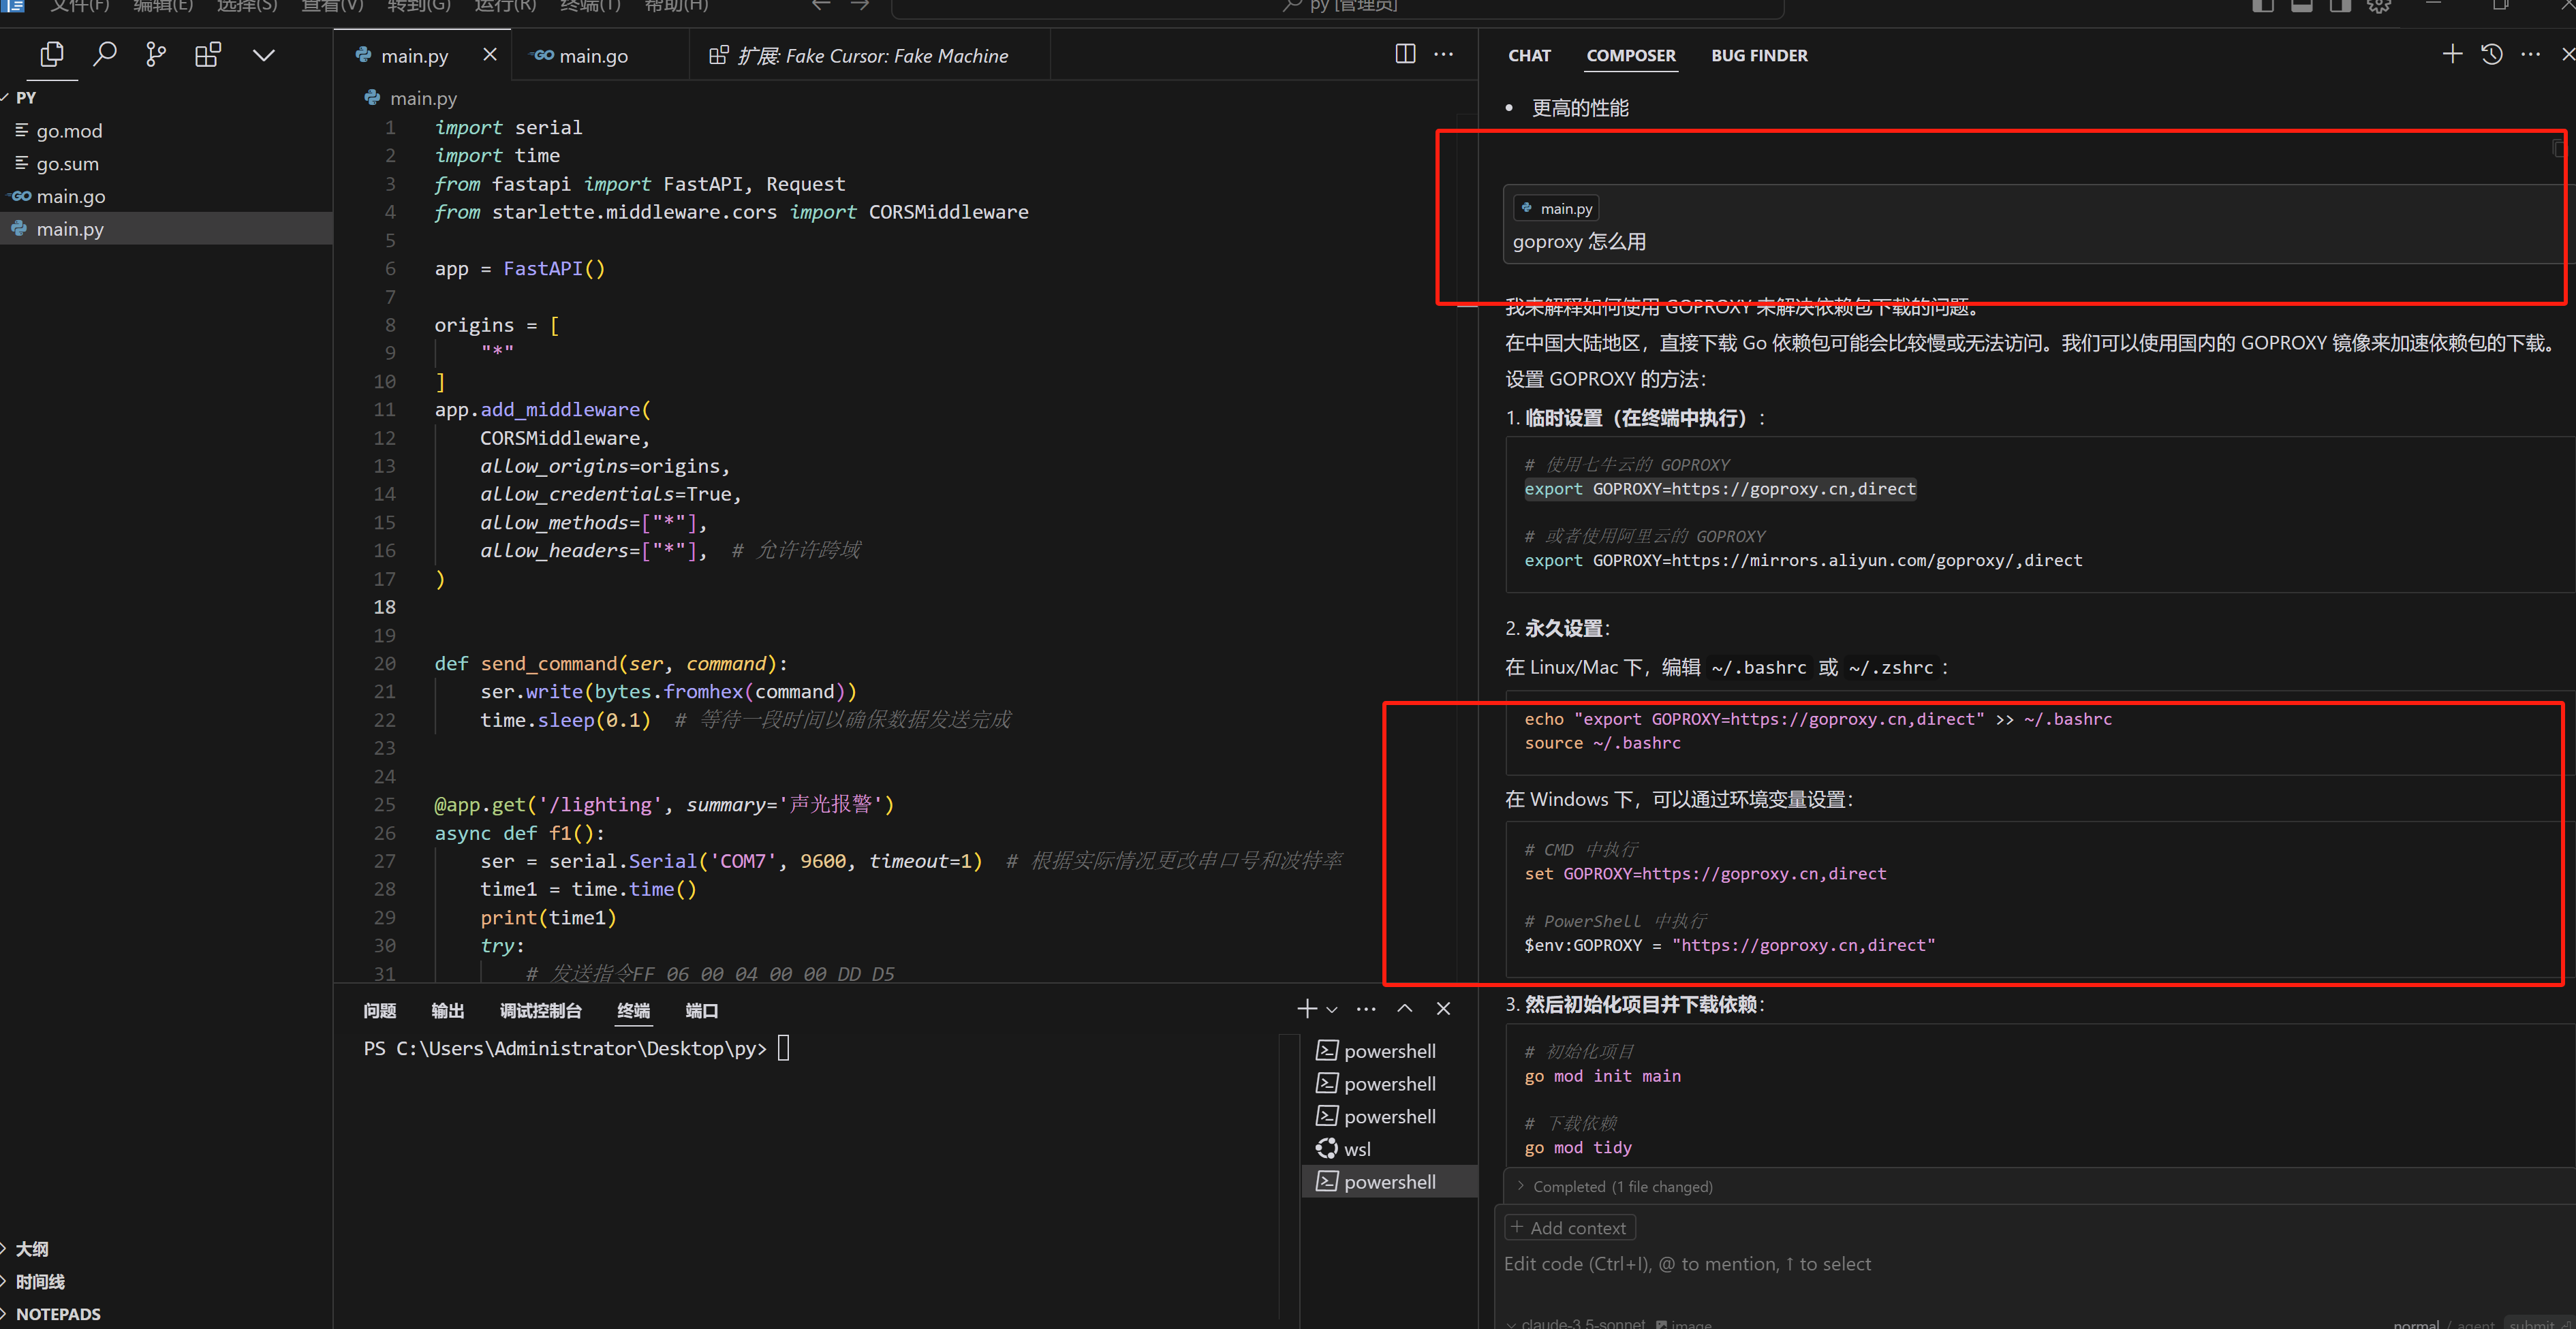 文件(F) 编辑(E) 选择(S) 查看(V) 转到(G) 运行(R) 终端(T) 帮助(H)
py [管理员]
PY
go.mod
go.sum
main.go
main.py
大纲
时间线
NOTEPADS
main.py
main.go
扩展: Fake Cursor: Fake Machine
main.py
1 import serial
2 import time
3 from fastapi import FastAPI, Request
4 from starlette.middleware.cors import CORSMiddleware
5
6 app = FastAPI()
7
8 origins = [
9 "*"
10 ]
11 app.add_middleware(
12 CORSMiddleware,
13 allow_origins=origins,
14 allow_credentials=True,
15 allow_methods=["*"],
16 allow_headers=["*"], # 允许许跨域
17 )
18
19
20 def send_command(ser, command):
21 ser.write(bytes.fromhex(command))
22 time.sleep(0.1) # 等待一段时间以确保数据发送完成
23
24
25 @app.get('/lighting', summary='声光报警')
26 async def f1():
27 ser = serial.Serial('COM7', 9600, timeout=1) # 根据实际情况更改串口号和波特率
28 time1 = time.time()
29 print(time1)
30 try:
31 # 发送指令FF 06 00 04 00 00 DD D5
问题 输出 调试控制台 终端 端口
PS C:\Users\Administrator\Desktop\py>
powershell
powershell
powershell
wsl
powershell
CHAT COMPOSER BUG FINDER
• 更高的性能
main.py
goproxy 怎么用
我来解释如何使用 GOPROXY 来解决依赖包下载的问题。
在中国大陆地区，直接下载 Go 依赖包可能会比较慢或无法访问。我们可以使用国内的 GOPROXY 镜像来加速依赖包的下载。
设置 GOPROXY 的方法：
1. 临时设置（在终端中执行）：
# 使用七牛云的 GOPROXY
export GOPROXY=https://goproxy.cn,direct
# 或者使用阿里云的 GOPROXY
export GOPROXY=https://mirrors.aliyun.com/goproxy/,direct
2. 永久设置：
在 Linux/Mac 下，编辑 ~/.bashrc 或 ~/.zshrc：
echo "export GOPROXY=https://goproxy.cn,direct" >> ~/.bashrc
source ~/.bashrc
在 Windows 下，可以通过环境变量设置：
# CMD 中执行
set GOPROXY=https://goproxy.cn,direct
# PowerShell 中执行
$env:GOPROXY = "https://goproxy.cn,direct"
3. 然后初始化项目并下载依赖：
# 初始化项目
go mod init main
# 下载依赖
go mod tidy
Completed (1 file changed)
+ Add context
Edit code (Ctrl+I), @ to mention, ↑ to select
claude-3.5-sonnet image
normal / agent submit